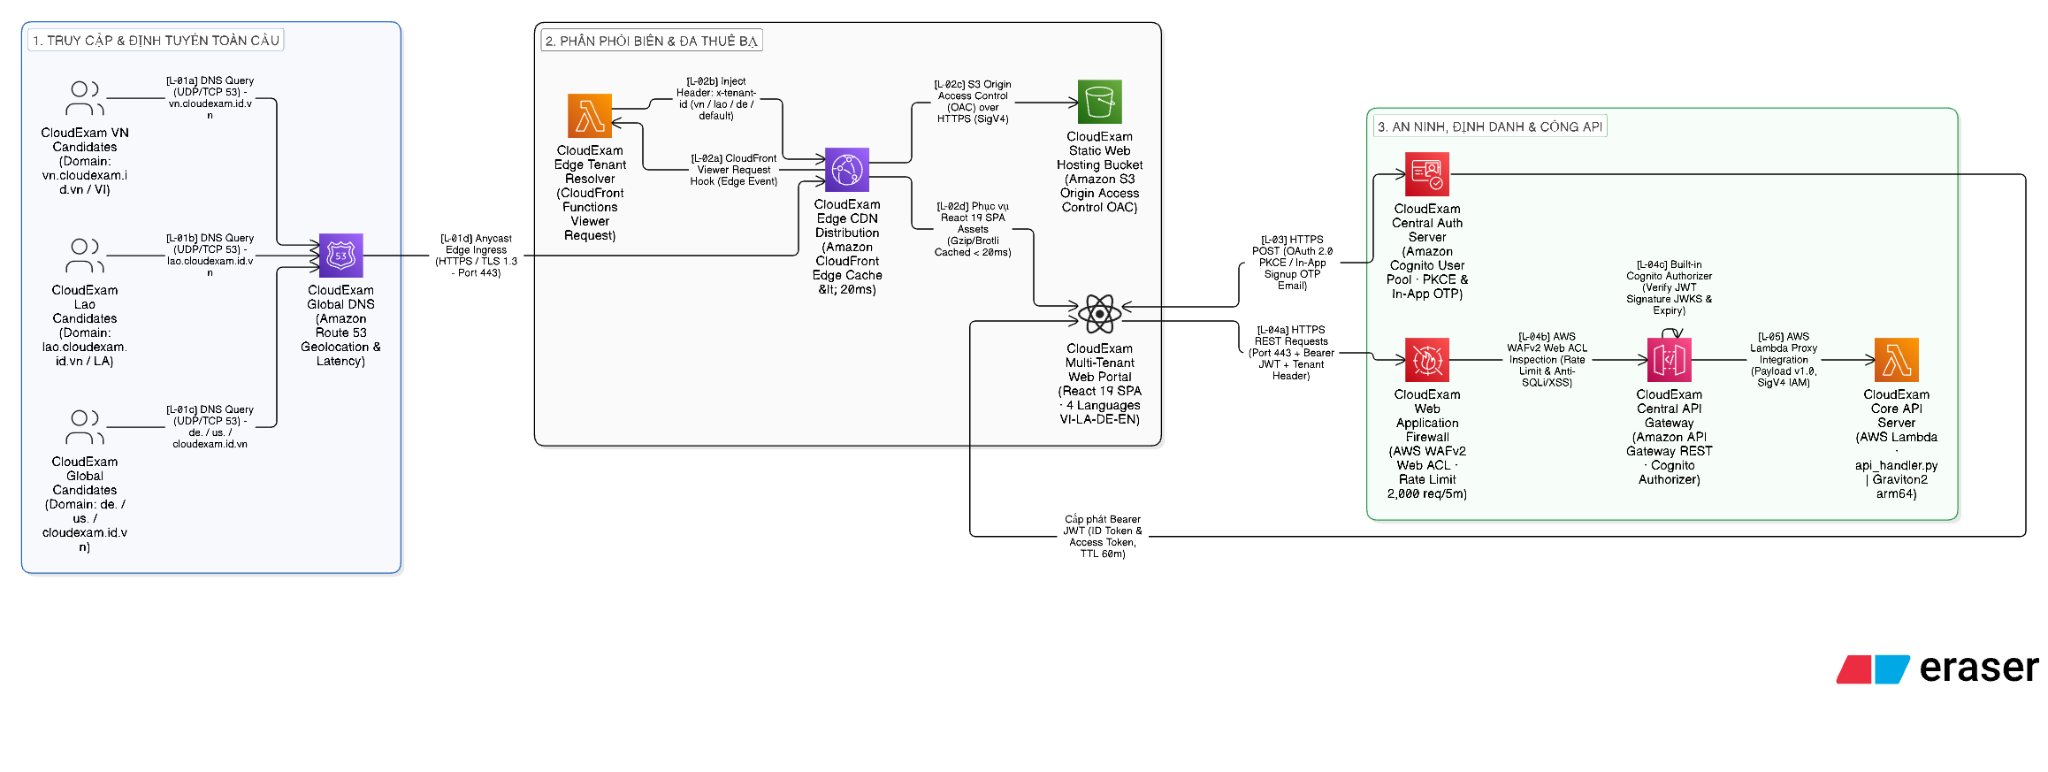 1. TRUY CẬP & ĐỊNH TUYẾN TOÀN CẦU
[L-01a] DNS Query
(UDP/TCP 53) -
vn.cloudexam.id.v
n
CloudExam VN
Candidates
(Domain:
vn.cloudexam.i
d.vn / VI)
[L-01b] DNS Query
(UDP/TCP 53) -
lao.cloudexam.id.v
n
CloudExam
Lao
Candidates
(Domain:
lao.cloudexam.
id.vn / LA)
[L-01c] DNS Query
(UDP/TCP 53) -
de. / us. /
cloudexam.id.vn
CloudExam
Global
Candidates
(Domain: de. /
us. /
cloudexam.id.v
n)
53
CloudExam
Global DNS
(Amazon
Route 53
Geolocation &
Latency)
[L-01d] Anycast
Edge Ingress
(HTTPS / TLS 1.3
- Port 443)
2. PHÂN PHỐI BIÊN & ĐA THUÊ BẠ
CloudExam
Edge Tenant
Resolver
(CloudFront
Functions
Viewer
Request)
[L-02b] Inject
Header: x-tenant-
id (vn / lao / de /
default)
[L-02a] CloudFront
Viewer Request
Hook (Edge Event)
CloudExam
Edge CDN
Distribution
(Amazon
CloudFront
Edge Cache
&lt; 20ms)
[L-02c] S3 Origin
Access Control
(OAC) over
HTTPS (SigV4)
CloudExam
Static Web
Hosting Bucket
(Amazon S3
Origin Access
Control OAC)
[L-02d] Phục vụ
React 19 SPA
Assets
(Gzip/Brotli
Cached < 20ms)
CloudExam
Multi-Tenant
Web Portal
(React 19 SPA
· 4 Languages
VI-LA-DE-EN)
[L-03] HTTPS
POST (OAuth 2.0
PKCE / In-App
Signup OTP
Email)
[L-04a] HTTPS
REST Requests
(Port 443 + Bearer
JWT + Tenant
Header)
3. AN NINH, ĐỊNH DANH & CỔNG API
CloudExam
Central Auth
Server
(Amazon
Cognito User
Pool · PKCE &
In-App OTP)
CloudExam
Web
Application
Firewall
(AWS WAFv2
Web ACL ·
Rate Limit
2,000 req/5m)
[L-04b] AWS
WAFv2 Web ACL
Inspection (Rate
Limit & Anti-
SQLi/XSS)
[L-04c] Built-in
Cognito Authorizer
(Verify JWT
Signature JWKS &
Expiry)
CloudExam
Central API
Gateway
(Amazon API
Gateway REST
· Cognito
Authorizer)
[L-05] AWS
Lambda Proxy
Integration
(Payload v1.0,
SigV4 IAM)
CloudExam
Core API
Server
(AWS Lambda
·
api_handler.py
| Graviton2
arm64)
Cấp phát Bearer
JWT (ID Token &
Access Token,
TTL 60m)
eraser